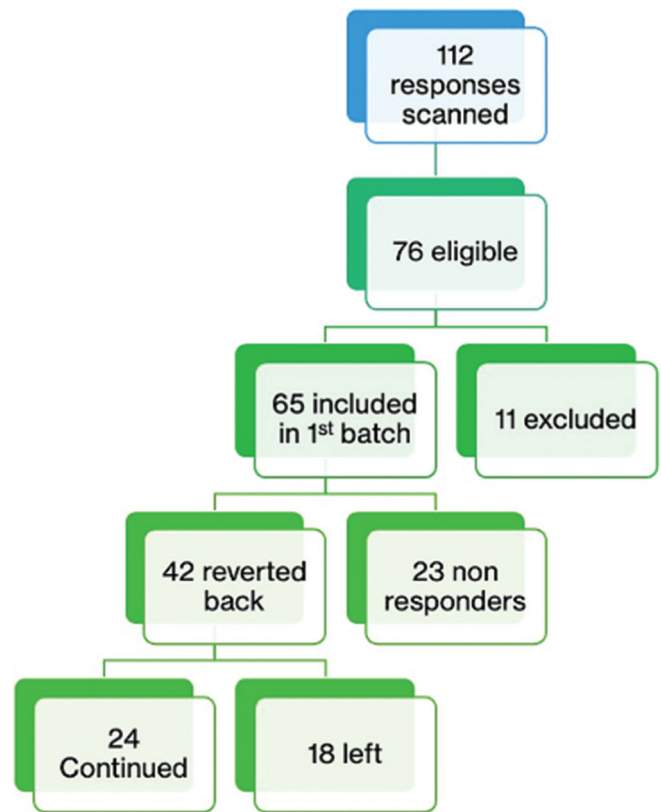 112
responses
scanned
76 eligible
65 included
in 1st batch
11 excluded
42 reverted
back
23 non
responders
24
Continued
18 left